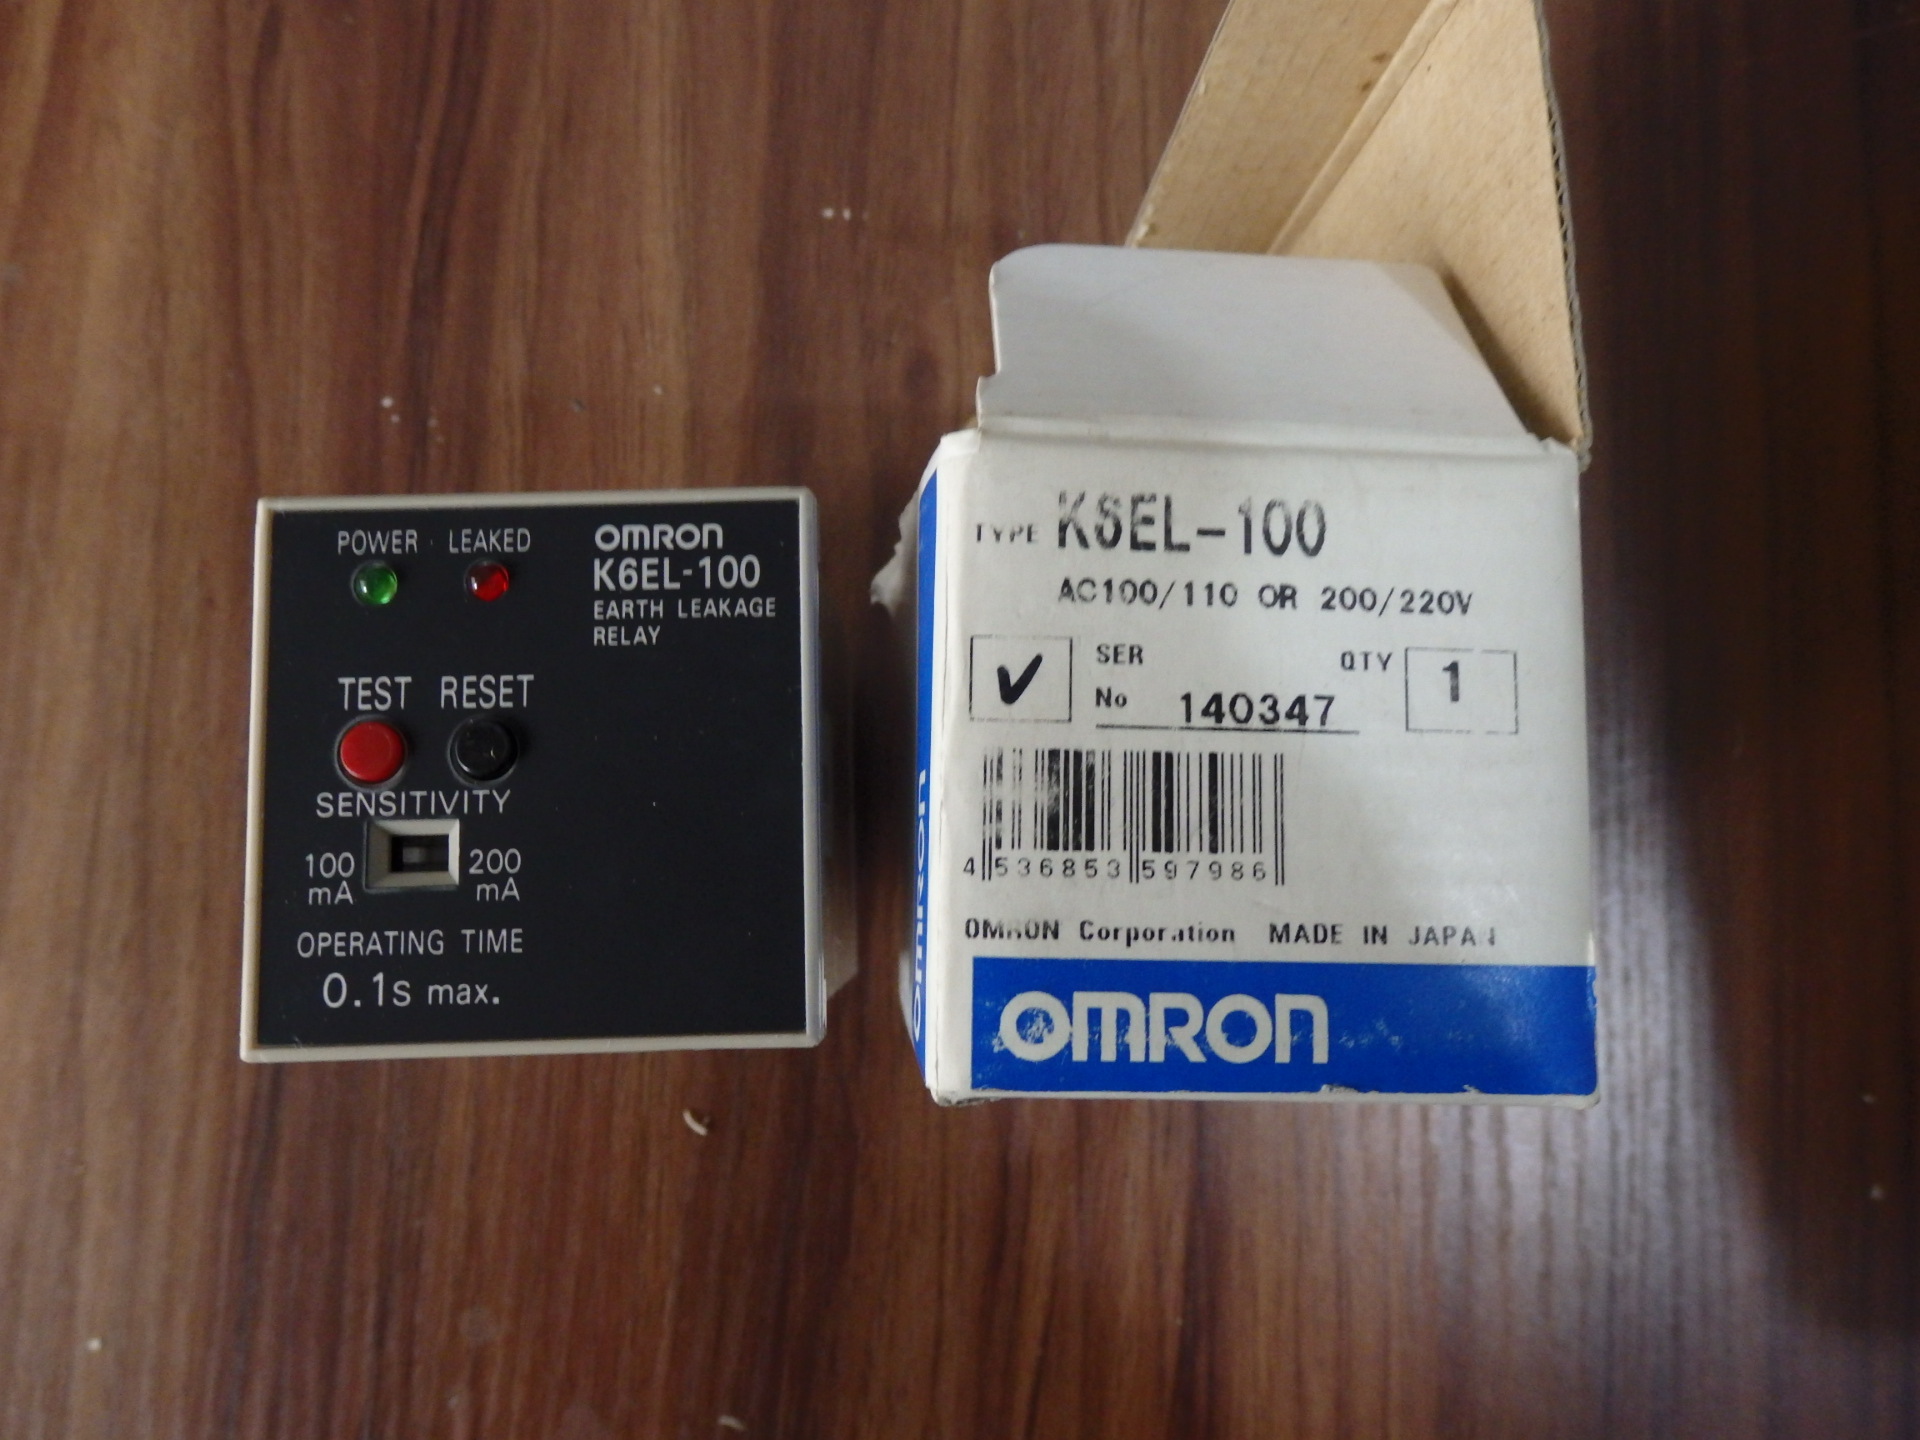 POWER LEAKED
OMRON
K6EL-100
EARTH LEAKAGE
RELAY
TEST RESET
SENSITIVITY
100 mA
200 mA
OPERATING TIME
0.1s max.
TYPE K6EL-100
AC100/110 OR 200/220V
SER No 140347
QTY 1
4 536853 597986
OMRON Corporation MADE IN JAPAN
OMRON
OMRON